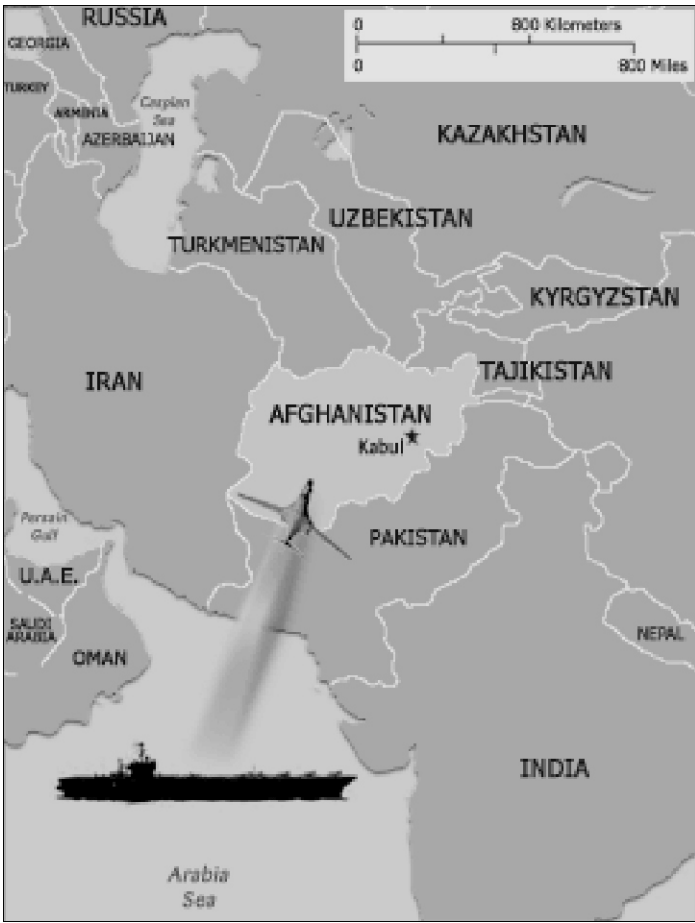 RUSSIA
0 800 Kilometers
0 800 Miles
GEORGIA
TURKEY
ARMENIA
AZERBAIJAN
Caspian
Sea
KAZAKHSTAN
UZBEKISTAN
TURKMENISTAN
KYRGYZSTAN
TAJIKISTAN
IRAN
AFGHANISTAN
Kabul
Persain
Gulf
PAKISTAN
U.A.E.
SAUDI
ARABIA
OMAN
NEPAL
INDIA
Arabia
Sea